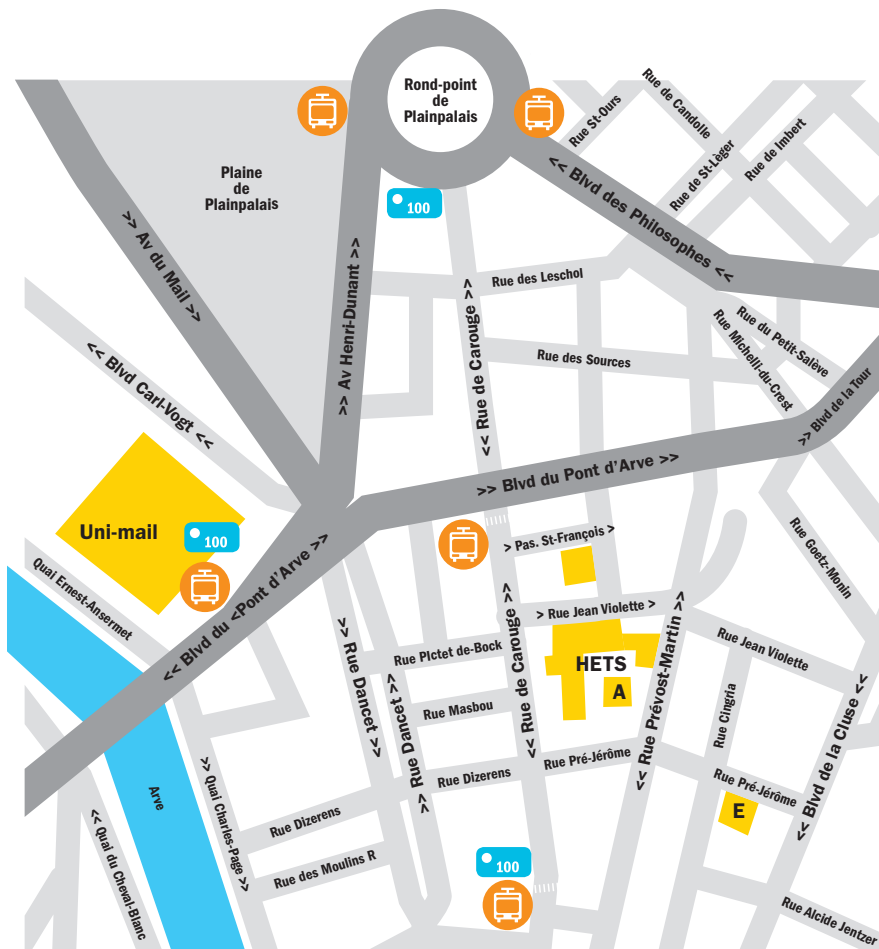 Rond-point
de
Plainpalais
Plaine
de
Plainpalais
100
Rue St-Ours
Rue de Candolle
Rue de St-Lèger
Rue de Imbert
<< Blvd des Philosophes <<
>> Av du Mail >>
>> Av Henri-Dunant >>
Rue des Leschol
<< Rue de Carouge >>
Rue des Sources
Rue du Petit-Salève
Rue Michelli-du-Crest
>> Blvd de la Tour
<< Blvd Carl-Vogt <<
>> Blvd du Pont d'Arve >>
Uni-mail
100
> Pas. St-François >
Rue Goetz-Monin
Quai Ernest-Ansermet
<< Blvd du <Pont d'Arve >>
> Rue Jean Violette >
Rue Jean Violette
Rue PIctet de-Bock
HETS
A
<< Rue Dancet >>
<< Rue Dancet >>
<< Rue de Carouge >>
<< Rue Prévost-Martin >>
Rue Masbou
Rue Cingria
<< Blvd de la Cluse >>
Rue Pré-Jérôme
Rue Pré-Jérôme
Rue Dizerens
Rue Dizerens
E
Arve
>> Quai Charles-Page >>
<< Quai du Cheval-Blanc
Rue des Moulins R
100
Rue Alcide Jentzer